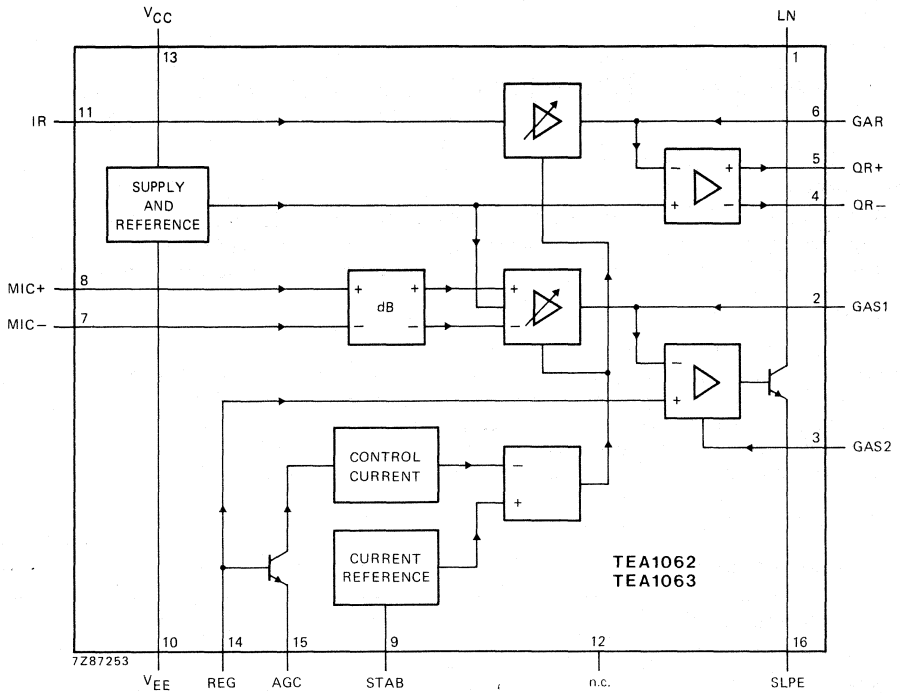 VCC
LN
13
1
IR
11
6
GAR
5
QR+
4
QR−
SUPPLY
AND
REFERENCE
−
+
+
−
MIC+
8
MIC−
7
+
−
dB
+
−
+
−
2
GAS1
−
+
3
GAS2
CONTROL
CURRENT
−
+
CURRENT
REFERENCE
TEA1062
TEA1063
10
14
15
9
12
16
7Z87253
VEE
REG
AGC
STAB
n.c.
SLPE